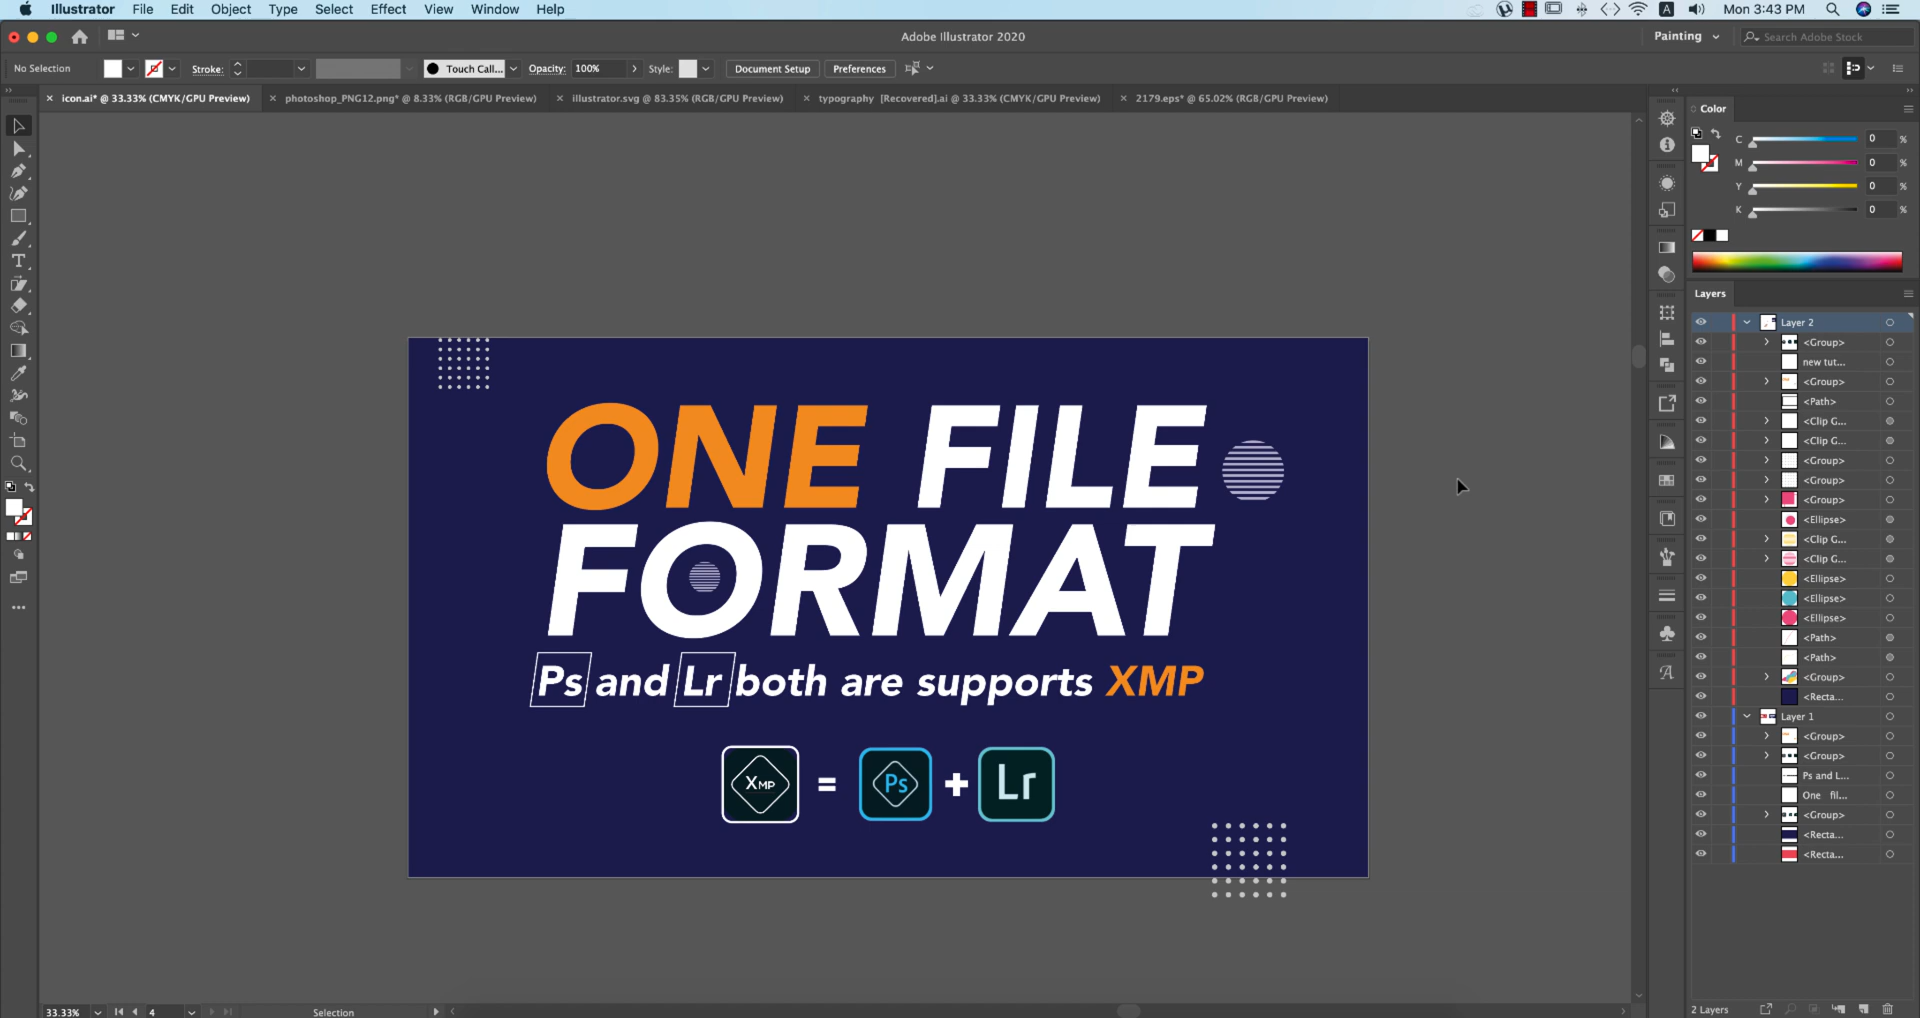 Illustrator File Edit Object Type Select Effect View Window Help
A Mon 3:43 PM
Adobe Illustrator 2020
Painting
Search Adobe Stock
No Selection
Stroke:
Touch Call...
Opacity: 100%
Style:
Document Setup
Preferences
icon.ai* @ 33.33% (CMYK/GPU Preview)
photoshop_PNG12.png* @ 8.33% (RGB/GPU Preview)
illustrator.svg @ 83.35% (RGB/GPU Preview)
typography [Recovered].ai @ 33.33% (CMYK/GPU Preview)
2179.eps* @ 65.02% (RGB/GPU Preview)
Color
C 0 %
M 0 %
Y 0 %
K 0 %
Layers
Layer 2
<Group>
new tut...
<Group>
<Path>
<Clip G...
<Clip G...
<Group>
<Group>
<Group>
<Ellipse>
<Clip G...
<Clip G...
<Ellipse>
<Ellipse>
<Ellipse>
<Path>
<Path>
<Group>
<Recta...
Layer 1
<Group>
<Group>
Ps and L...
One fil...
<Group>
<Recta...
<Recta...
2 Layers
ONE FILE
FORMAT
Ps and Lr both are supports XMP
XMP = Ps + Lr
33.33%
4
Selection